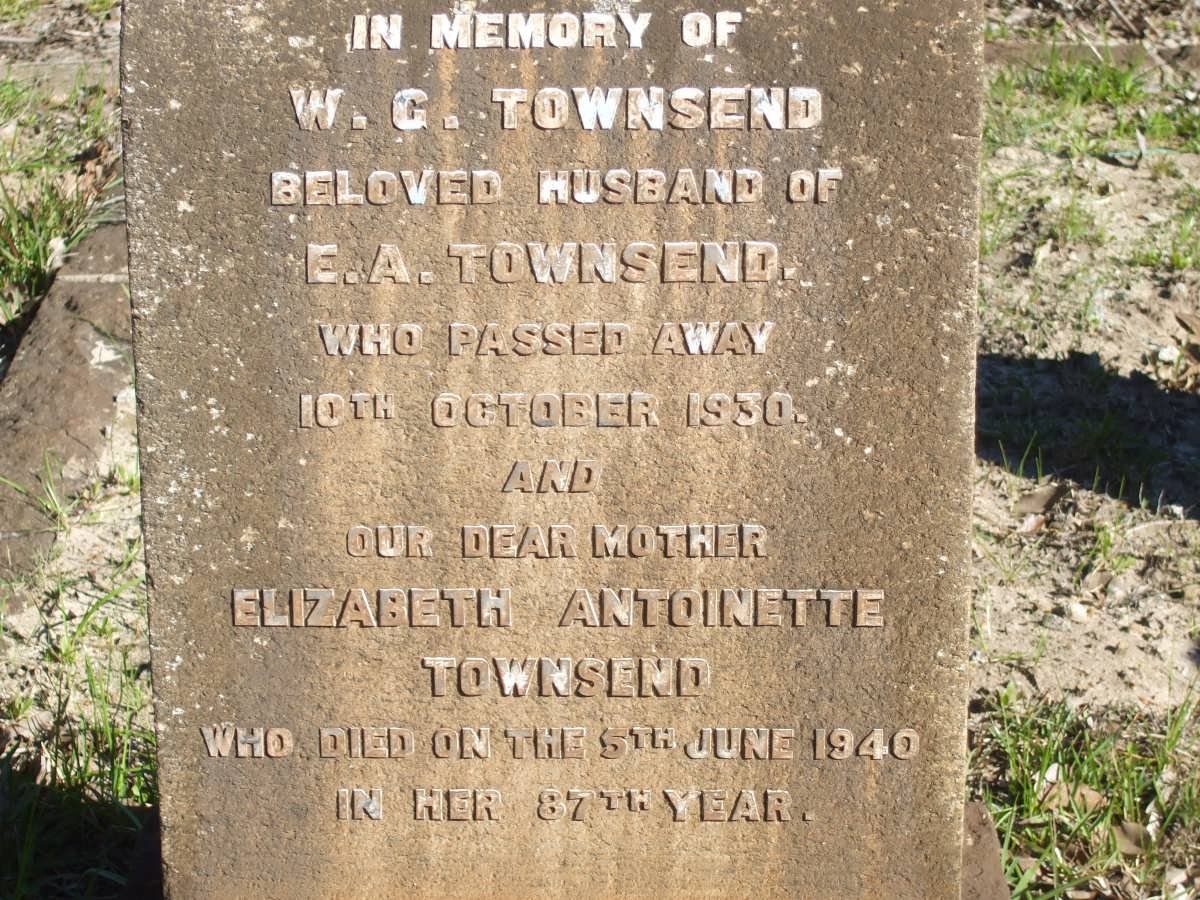 IN MEMORY OF
W. G. TOWNSEND
BELOVED HUSBAND OF
E. A. TOWNSEND.
WHO PASSED AWAY
10TH OCTOBER 1930.
AND
OUR DEAR MOTHER
ELIZABETH ANTOINETTE
TOWNSEND
WHO DIED ON THE 5TH JUNE 1940
IN HER 87TH YEAR.